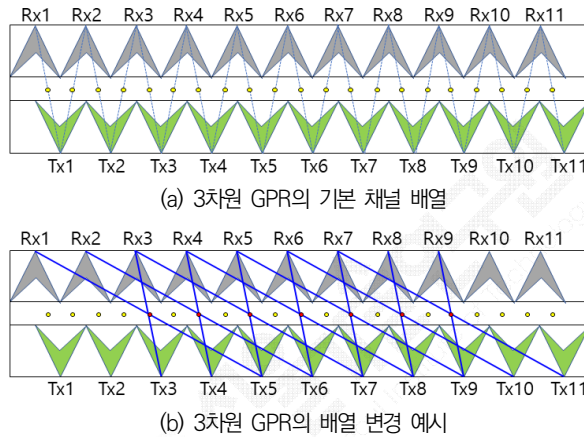 Rx1 Rx2 Rx3 Rx4 Rx5 Rx6 Rx7 Rx8 Rx9 Rx10 Rx11
Tx1 Tx2 Tx3 Tx4 Tx5 Tx6 Tx7 Tx8 Tx9 Tx10 Tx11
(a) 3차원 GPR의 기본 채널 배열
Rx1 Rx2 Rx3 Rx4 Rx5 Rx6 Rx7 Rx8 Rx9 Rx10 Rx11
Tx1 Tx2 Tx3 Tx4 Tx5 Tx6 Tx7 Tx8 Tx9 Tx10 Tx11
(b) 3차원 GPR의 배열 변경 예시